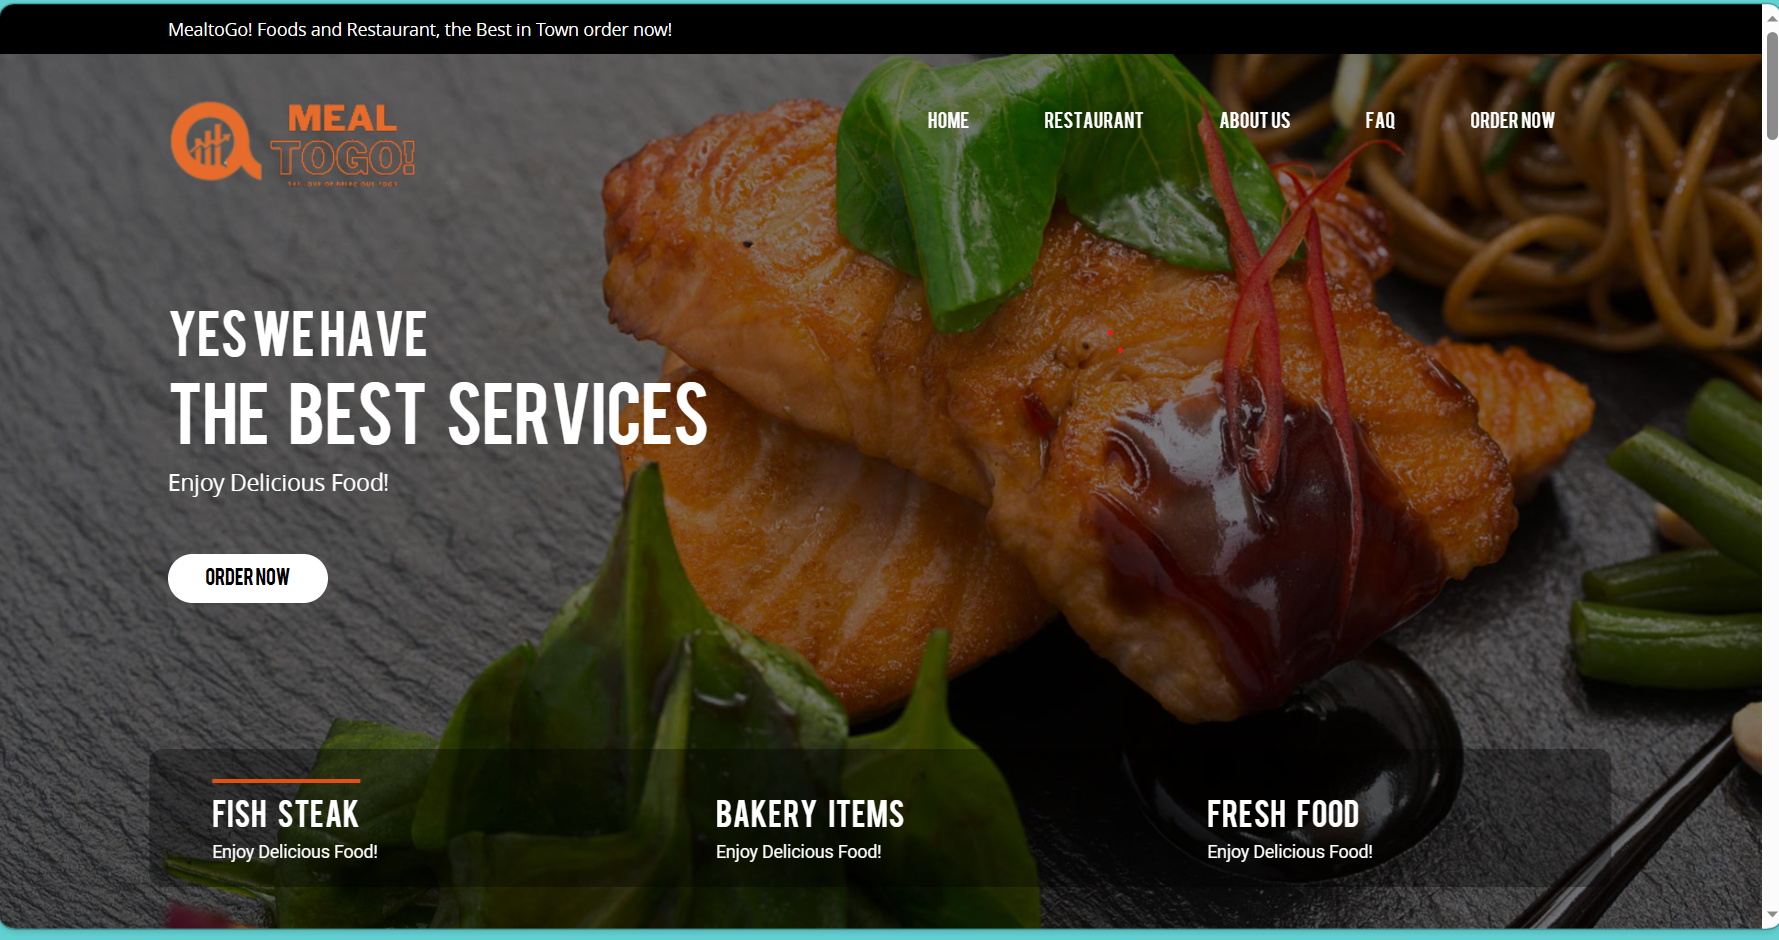 MealtoGo! Foods and Restaurant, the Best in Town order now!
MEAL
TOGO!
HOME RESTAURANT ABOUT US FAQ ORDER NOW
YES WE HAVE
THE BEST SERVICES
Enjoy Delicious Food!
ORDER NOW
FISH STEAK BAKERY ITEMS FRESH FOOD
Enjoy Delicious Food! Enjoy Delicious Food! Enjoy Delicious Food!